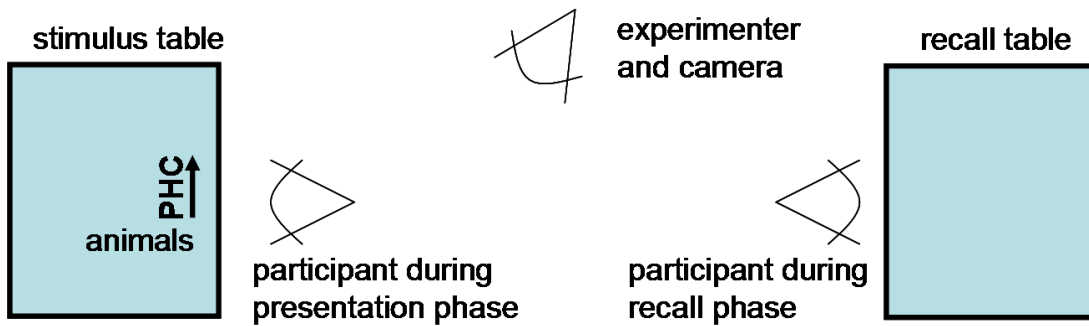 stimulus table
PHC
animals
participant during
presentation phase
experimenter
and camera
participant during
recall phase
recall table